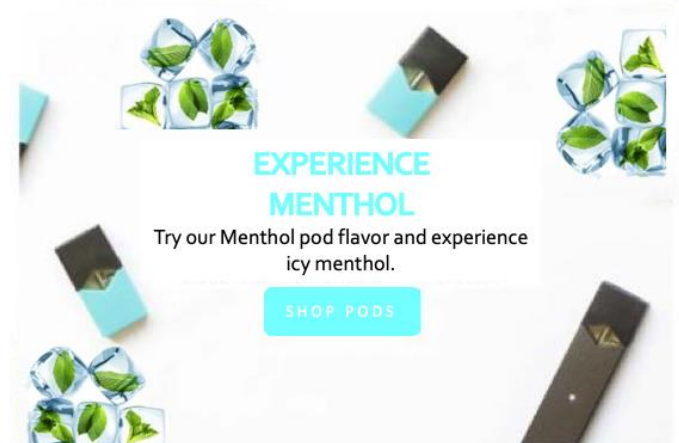 EXPERIENCE
MENTHOL
Try our Menthol pod flavor and experience
icy menthol.
SHOP PODS